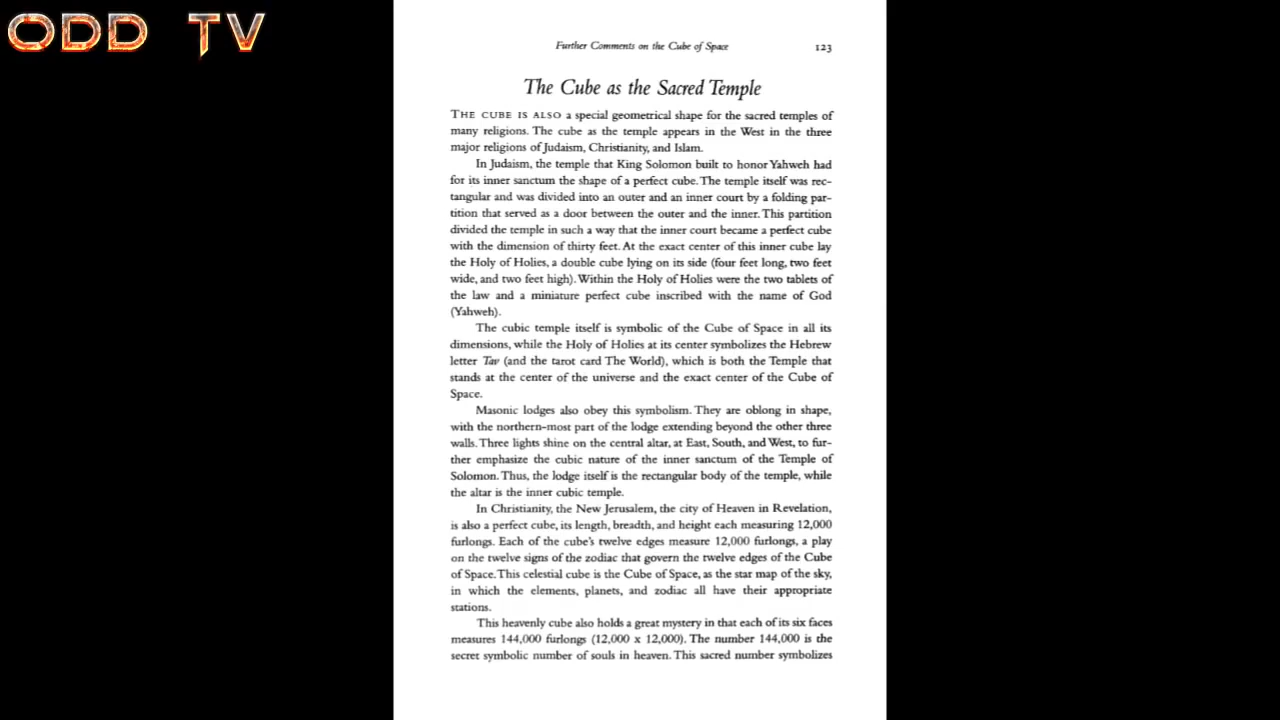 ODD TV
Further Comments on the Cube of Space 123
The Cube as the Sacred Temple
THE CUBE IS ALSO a special geometrical shape for the sacred temples of
many religions. The cube as the temple appears in the West in the three
major religions of Judaism, Christianity, and Islam.
In Judaism, the temple that King Solomon built to honor Yahweh had
for its inner sanctum the shape of a perfect cube. The temple itself was rec-
tangular and was divided into an outer and an inner court by a folding par-
tition that served as a door between the outer and the inner. This partition
divided the temple in such a way that the inner court became a perfect cube
with the dimension of thirty feet. At the exact center of this inner cube lay
the Holy of Holies, a double cube lying on its side (four feet long, two feet
wide, and two feet high). Within the Holy of Holies were the two tablets of
the law and a miniature perfect cube inscribed with the name of God
(Yahweh).
The cubic temple itself is symbolic of the Cube of Space in all its
dimensions, while the Holy of Holies at its center symbolizes the Hebrew
letter Tav (and the tarot card The World), which is both the Temple that
stands at the center of the universe and the exact center of the Cube of
Space.
Masonic lodges also obey this symbolism. They are oblong in shape,
with the northern-most part of the lodge extending beyond the other three
walls. Three lights shine on the central altar, at East, South, and West, to fur-
ther emphasize the cubic nature of the inner sanctum of the Temple of
Solomon. Thus, the lodge itself is the rectangular body of the temple, while
the altar is the inner cubic temple.
In Christianity, the New Jerusalem, the city of Heaven in Revelation,
is also a perfect cube, its length, breadth, and height each measuring 12,000
furlongs. Each of the cube's twelve edges measure 12,000 furlongs, a play
on the twelve signs of the zodiac that govern the twelve edges of the Cube
of Space. This celestial cube is the Cube of Space, as the star map of the sky,
in which the elements, planets, and zodiac all have their appropriate
stations.
This heavenly cube also holds a great mystery in that each of its six faces
measures 144,000 furlongs (12,000 x 12,000). The number 144,000 is the
secret symbolic number of souls in heaven. This sacred number symbolizes